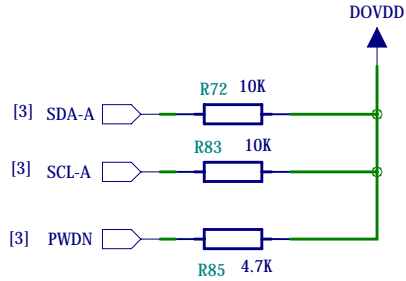 DOVDD
R72 10K
[3] SDA-A
R83 10K
[3] SCL-A
[3] PWDN
R85 4.7K